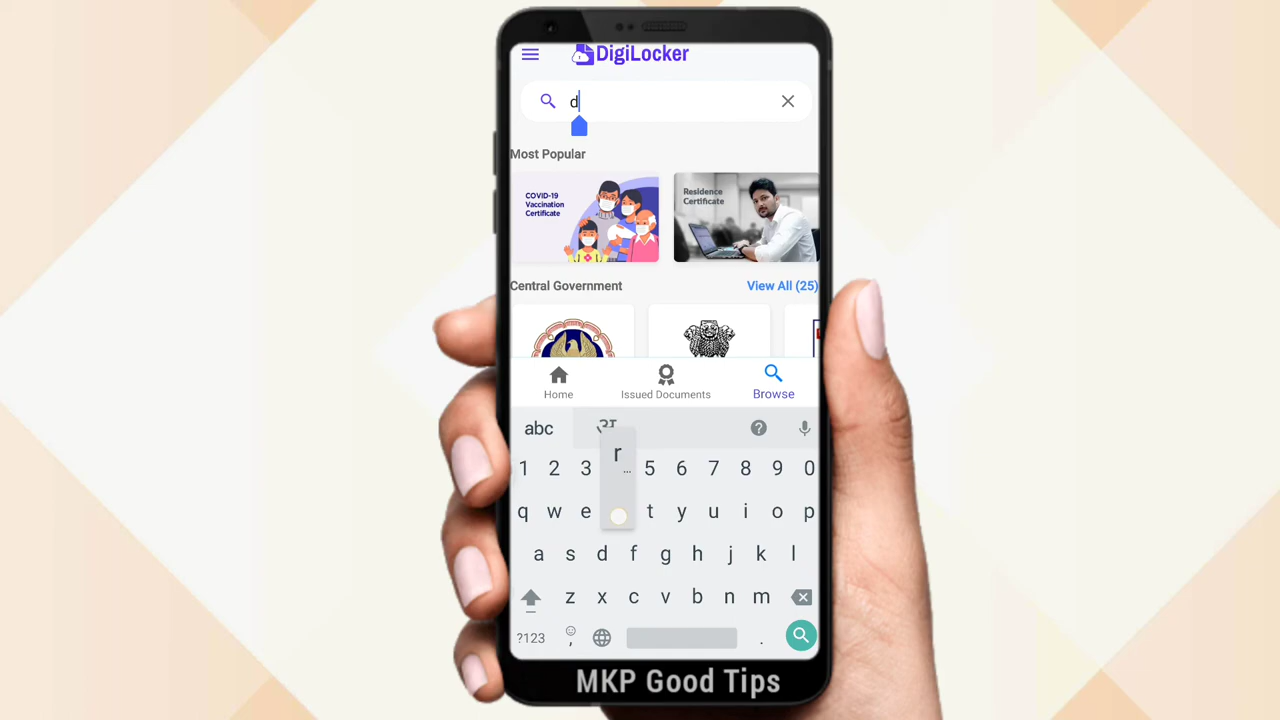 DigiLocker
d
Most Popular
COVID-19
Vaccination
Certificate
Residence
Certificate
Central Government View All (25)
Home Issued Documents Browse
abc अ
r
...
1 2 3 5 6 7 8 9 0
q w e t y u i o p
a s d f g h j k l
z x c v b n m
?123 , .
MKP Good Tips